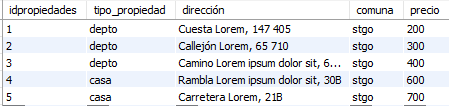 idpropiedades tipo_propiedad dirección comuna precio
1 depto Cuesta Lorem, 147 405 stgo 200
2 depto Callejón Lorem, 65 710 stgo 300
3 depto Camino Lorem ipsum dolor sit, 6... stgo 400
4 casa Rambla Lorem ipsum dolor sit, 30B stgo 600
5 casa Carretera Lorem, 21B stgo 700